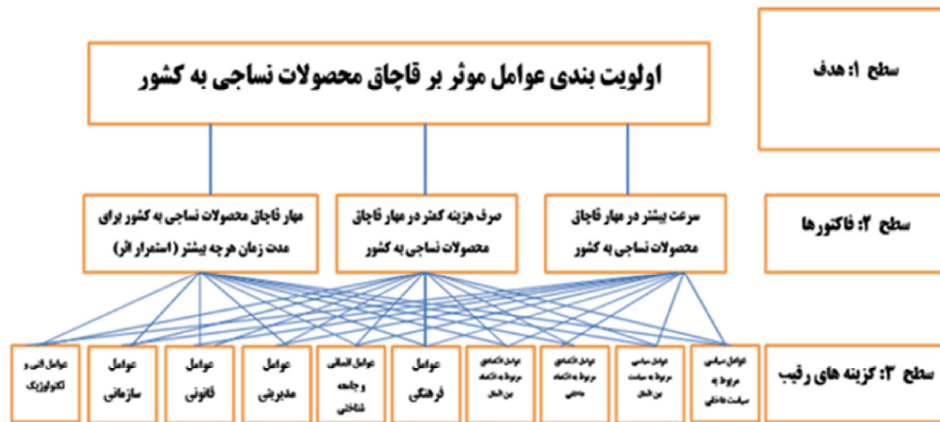 سطح ۱: هدف
اولویت بندی عوامل موثر بر قاچاق محصولات نساجی به کشور
سطح ۲: فاکتورها
سرعت بیشتر در مهار قاچاق
محصولات نساجی به کشور
صرف هزینه کمتر در مهار قاچاق
محصولات نساجی به کشور
مهار قاچاق محصولات نساجی به کشور برای
مدت زمان هرچه بیشتر (استمرار اثر)
سطح ۳: گزینه های رقیب
عوامل سیاسی
مربوط به
سیاست داخلی
عوامل سیاسی
مربوط به سیاست
بین الملل
عوامل اقتصادی
مربوط به اقتصاد
داخلی
عوامل اقتصادی
مربوط به اقتصاد
بین الملل
عوامل
فرهنگی
عوامل انسانی
و جامعه
شناختی
عوامل
مدیریتی
عوامل
قانونی
عوامل
سازمانی
عوامل فنی و
تکنولوژیک